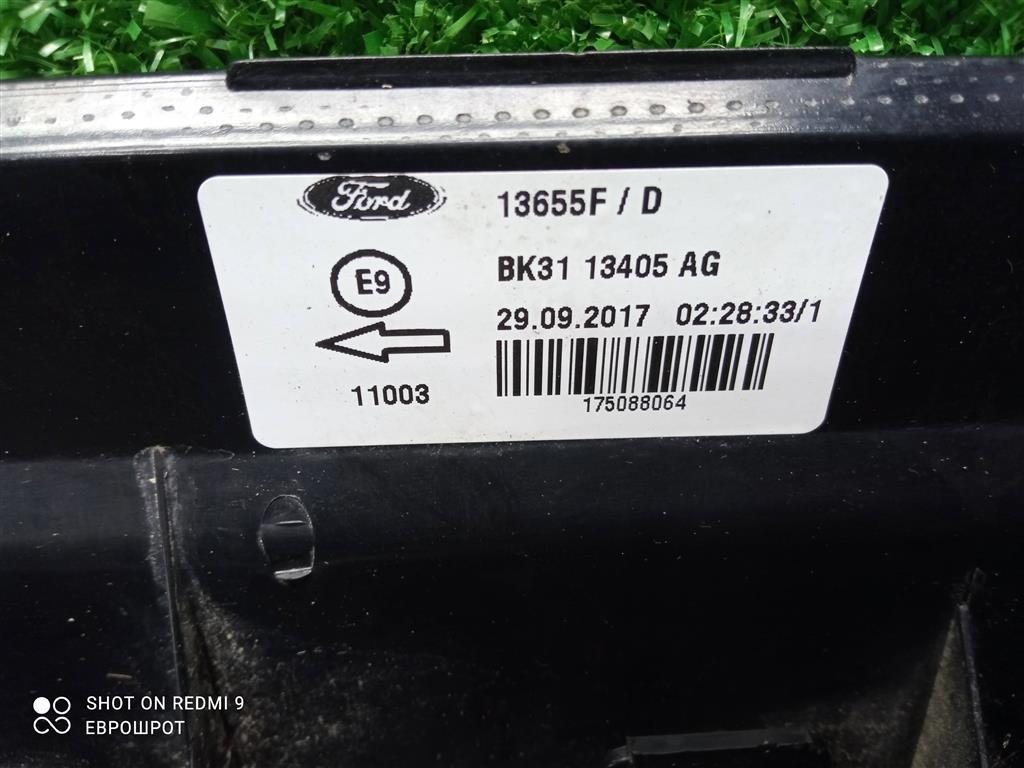 Ford
13655F / D
E9
BK31 13405 AG
29.09.2017 02:28:33/1
11003
175088064
SHOT ON REDMI 9
ЕВРОШРОТ